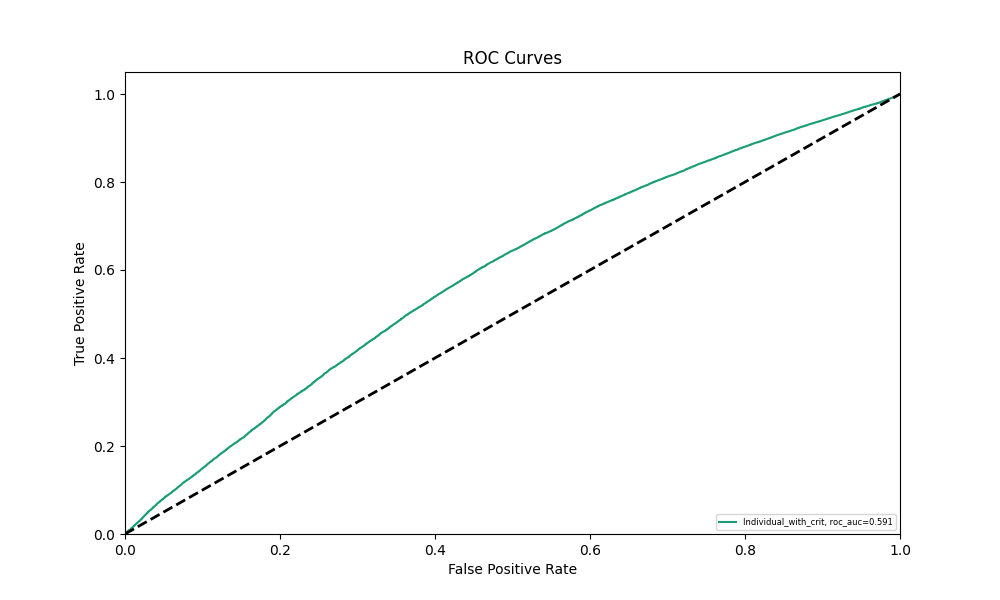 ROC Curves
True Positive Rate
1.0
0.8
0.6
0.4
0.2
0.0
Individual_with_crit, roc_auc=0.591
0.0 0.2 0.4 0.6 0.8 1.0
False Positive Rate